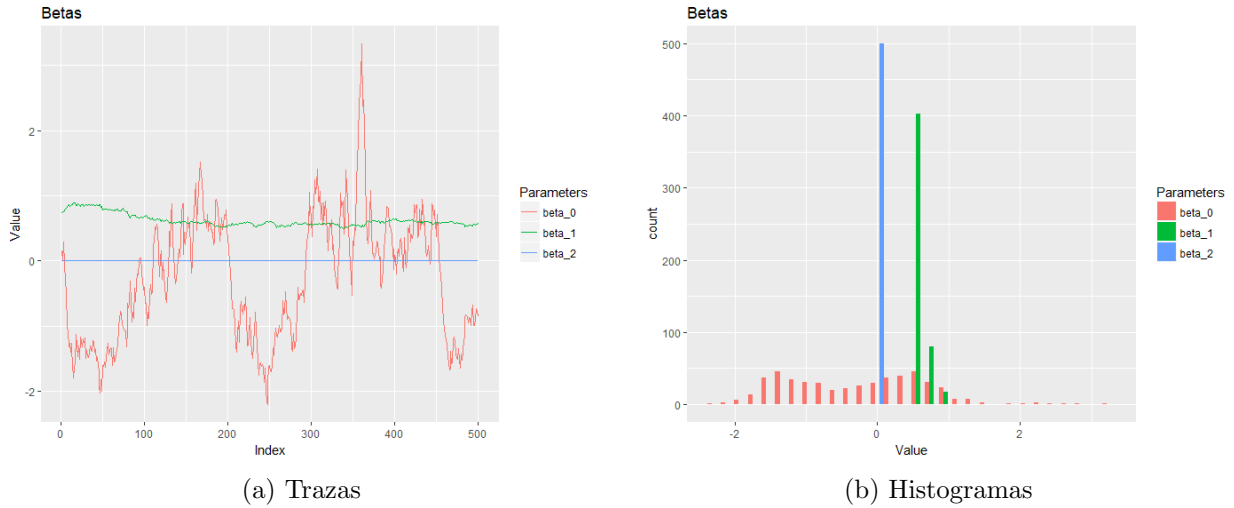 Betas
Value
2
0
-2
0
100
200
300
400
500
Index
Parameters
beta_0
beta_1
beta_2
(a) Trazas
Betas
count
500
400
300
200
100
0
-2
0
2
Value
Parameters
beta_0
beta_1
beta_2
(b) Histogramas